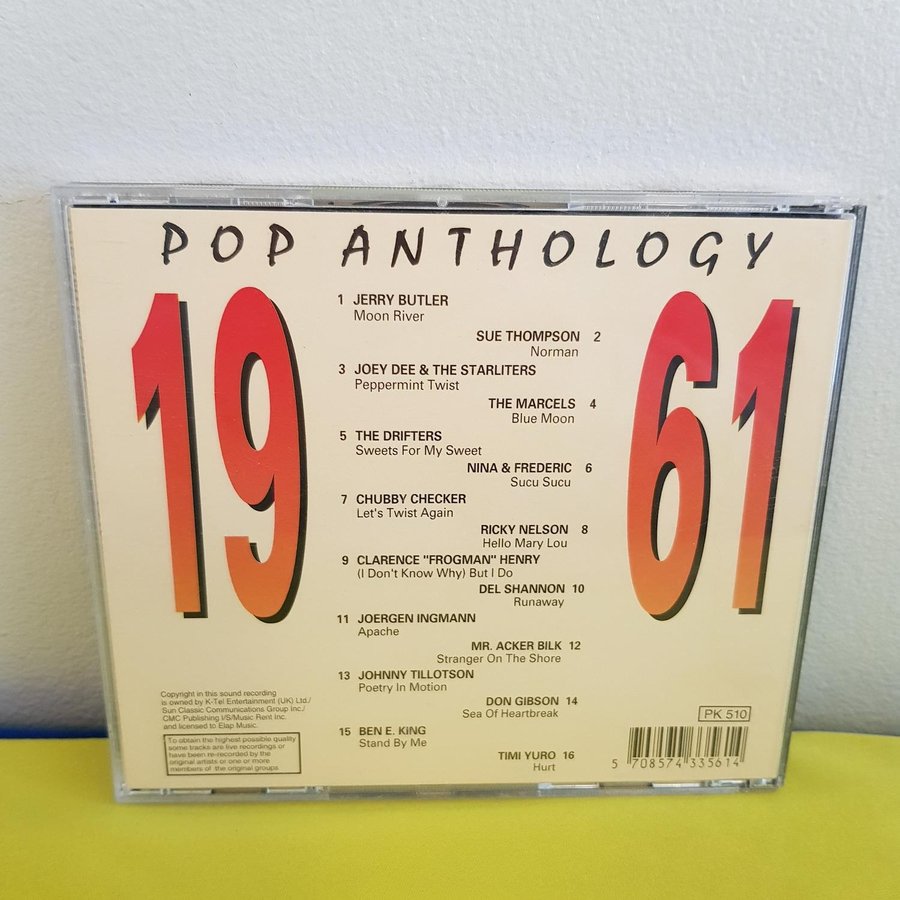 POP ANTHOLOGY
19
61
1 JERRY BUTLER
Moon River
SUE THOMPSON 2
Norman
3 JOEY DEE & THE STARLITERS
Peppermint Twist
THE MARCELS 4
Blue Moon
5 THE DRIFTERS
Sweets For My Sweet
NINA & FREDERIC 6
Sucu Sucu
7 CHUBBY CHECKER
Let's Twist Again
RICKY NELSON 8
Hello Mary Lou
9 CLARENCE "FROGMAN" HENRY
(I Don't Know Why) But I Do
DEL SHANNON 10
Runaway
11 JOERGEN INGMANN
Apache
MR. ACKER BILK 12
Stranger On The Shore
13 JOHNNY TILLOTSON
Poetry In Motion
DON GIBSON 14
Sea Of Heartbreak
15 BEN E. KING
Stand By Me
TIMI YURO 16
Hurt
Copyright in this sound recording
is owned by K-Tel Entertainment (UK) Ltd./
Sun Classic Communications Group Inc./
CMC Publishing I/S/Music Rent Inc.
and licensed to Elap Music.
To obtain the highest possible quality
some tracks are live recordings or
have been re-recorded by the
original artists or one or more
members of the original groups
PK 510
5 708574 335614